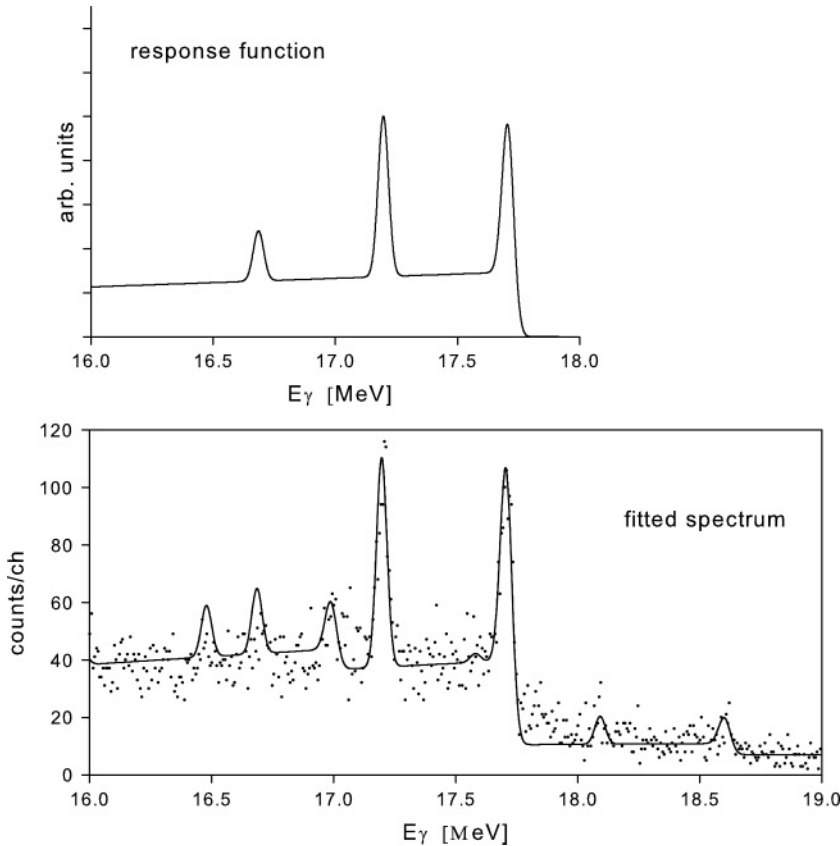 response function
arb. units
16.0 16.5 17.0 17.5 18.0
Eγ [MeV]
120
100
80
60
40
20
0
counts/ch
fitted spectrum
16.0 16.5 17.0 17.5 18.0 18.5 19.0
Eγ [MeV]